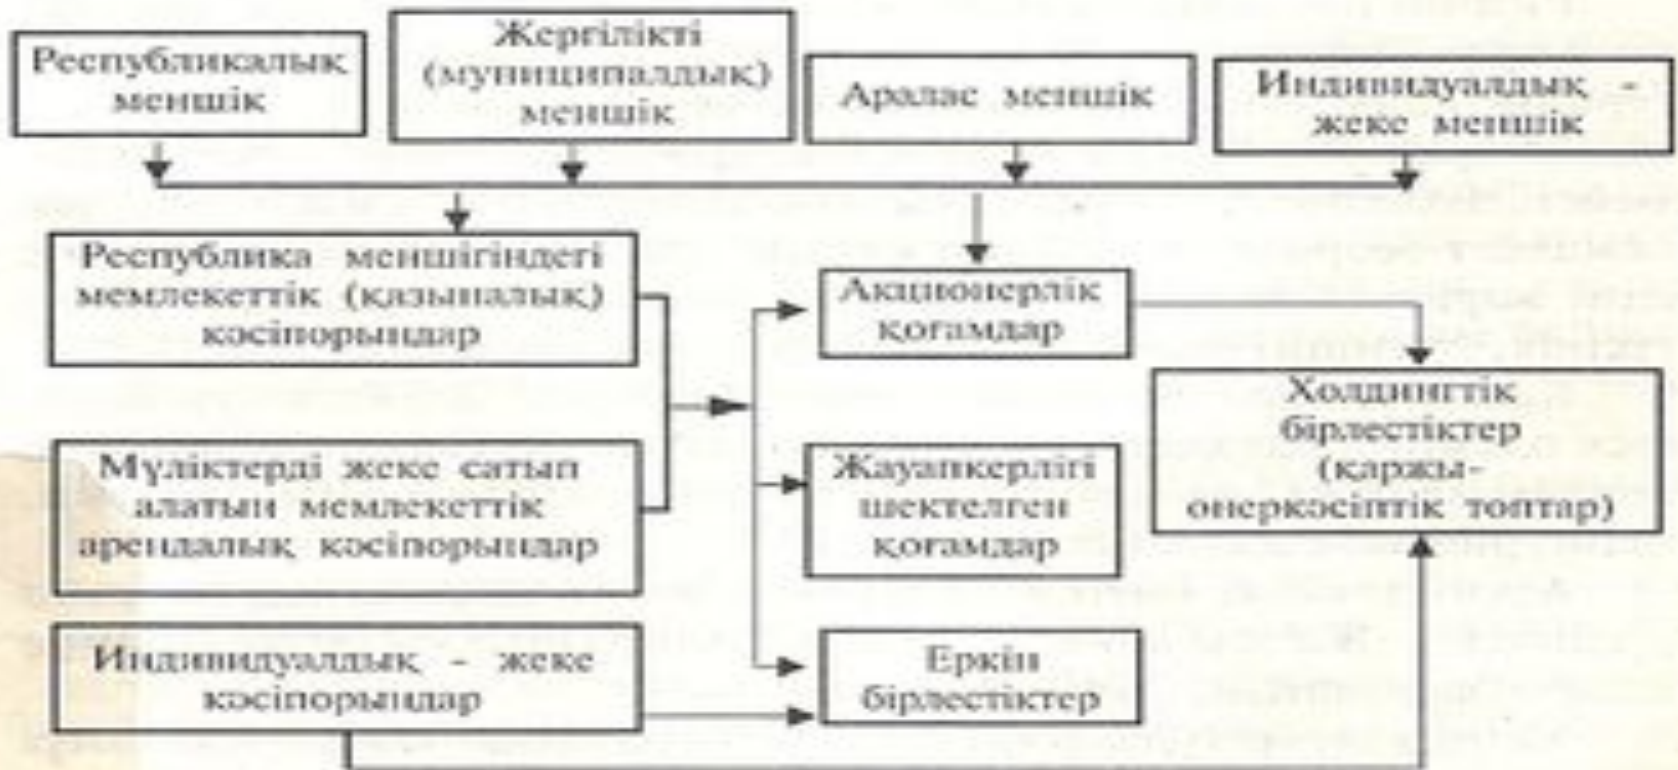 Республикалық
меншік
Жергілікті
(муниципалдық)
меншік
Аралас меншік
Индивидуалдық -
жеке меншік
Республика меншігіндегі
мемлекеттік (қазыналық)
кәсіпорындар
Акционерлік
қоғамдар
Холдингтік
бірлестіктер
(қаржы-
өнеркәсіптік топтар)
Мүліктерді жеке сатып
алатын мемлекеттік
арендалық кәсіпорындар
Жауапкерлігі
шектелген
қоғамдар
Индивидуалдық - жеке
кәсіпорындар
Еркін
бірлестіктер